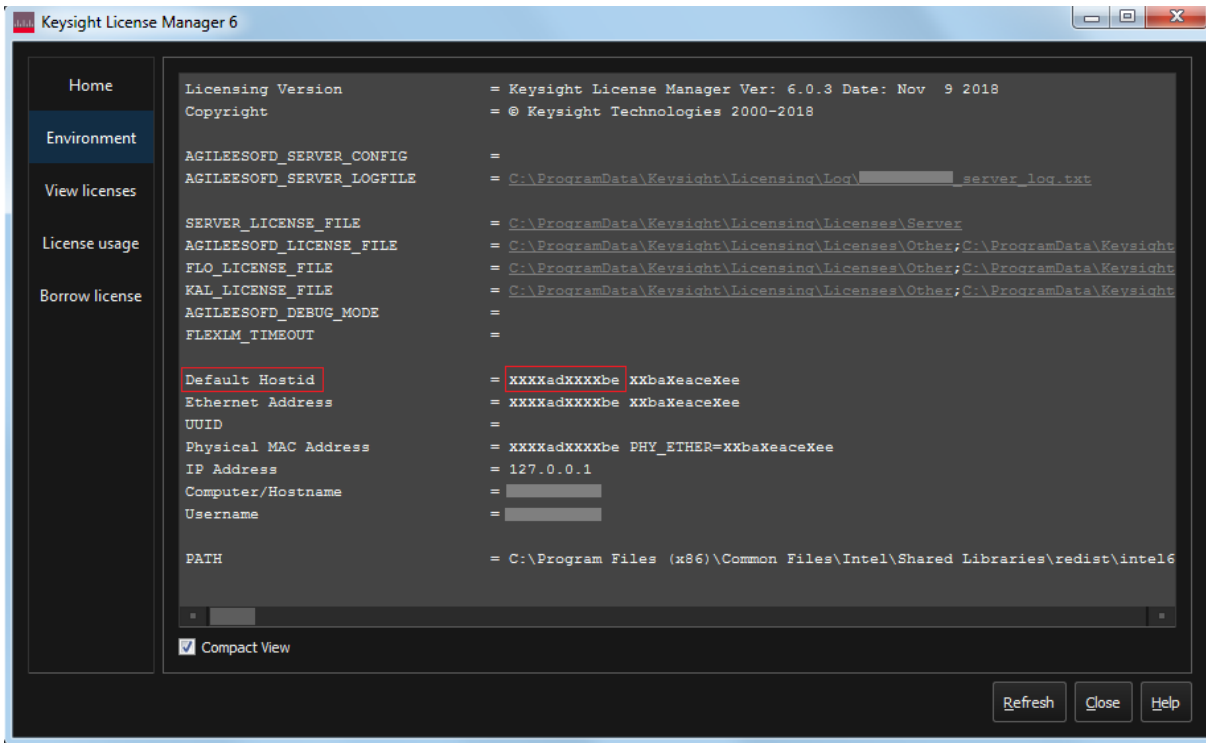 Keysight License Manager 6
Home
Environment
View licenses
License usage
Borrow license
Licensing Version = Keysight License Manager Ver: 6.0.3 Date: Nov 9 2018
Copyright = © Keysight Technologies 2000-2018
AGILEESOFD_SERVER_CONFIG =
AGILEESOFD_SERVER_LOGFILE = C:\ProgramData\Keysight\Licensing\Log\ _server_log.txt
SERVER_LICENSE_FILE = C:\ProgramData\Keysight\Licensing\Licenses\Server
AGILEESOFD_LICENSE_FILE = C:\ProgramData\Keysight\Licensing\Licenses\Other;C:\ProgramData\Keysight
FLO_LICENSE_FILE = C:\ProgramData\Keysight\Licensing\Licenses\Other;C:\ProgramData\Keysight
KAL_LICENSE_FILE = C:\ProgramData\Keysight\Licensing\Licenses\Other;C:\ProgramData\Keysight
AGILEESOFD_DEBUG_MODE =
FLEXLM_TIMEOUT =
Default Hostid = XXXXadXXXXbe XXbaXeaceXee
Ethernet Address = XXXXadXXXXbe XXbaXeaceXee
UUID =
Physical MAC Address = XXXXadXXXXbe PHY_ETHER=XXbaXeaceXee
IP Address = 127.0.0.1
Computer/Hostname =
Username =
PATH = C:\Program Files (x86)\Common Files\Intel\Shared Libraries\redist\intel6
Compact View
Refresh
Close
Help